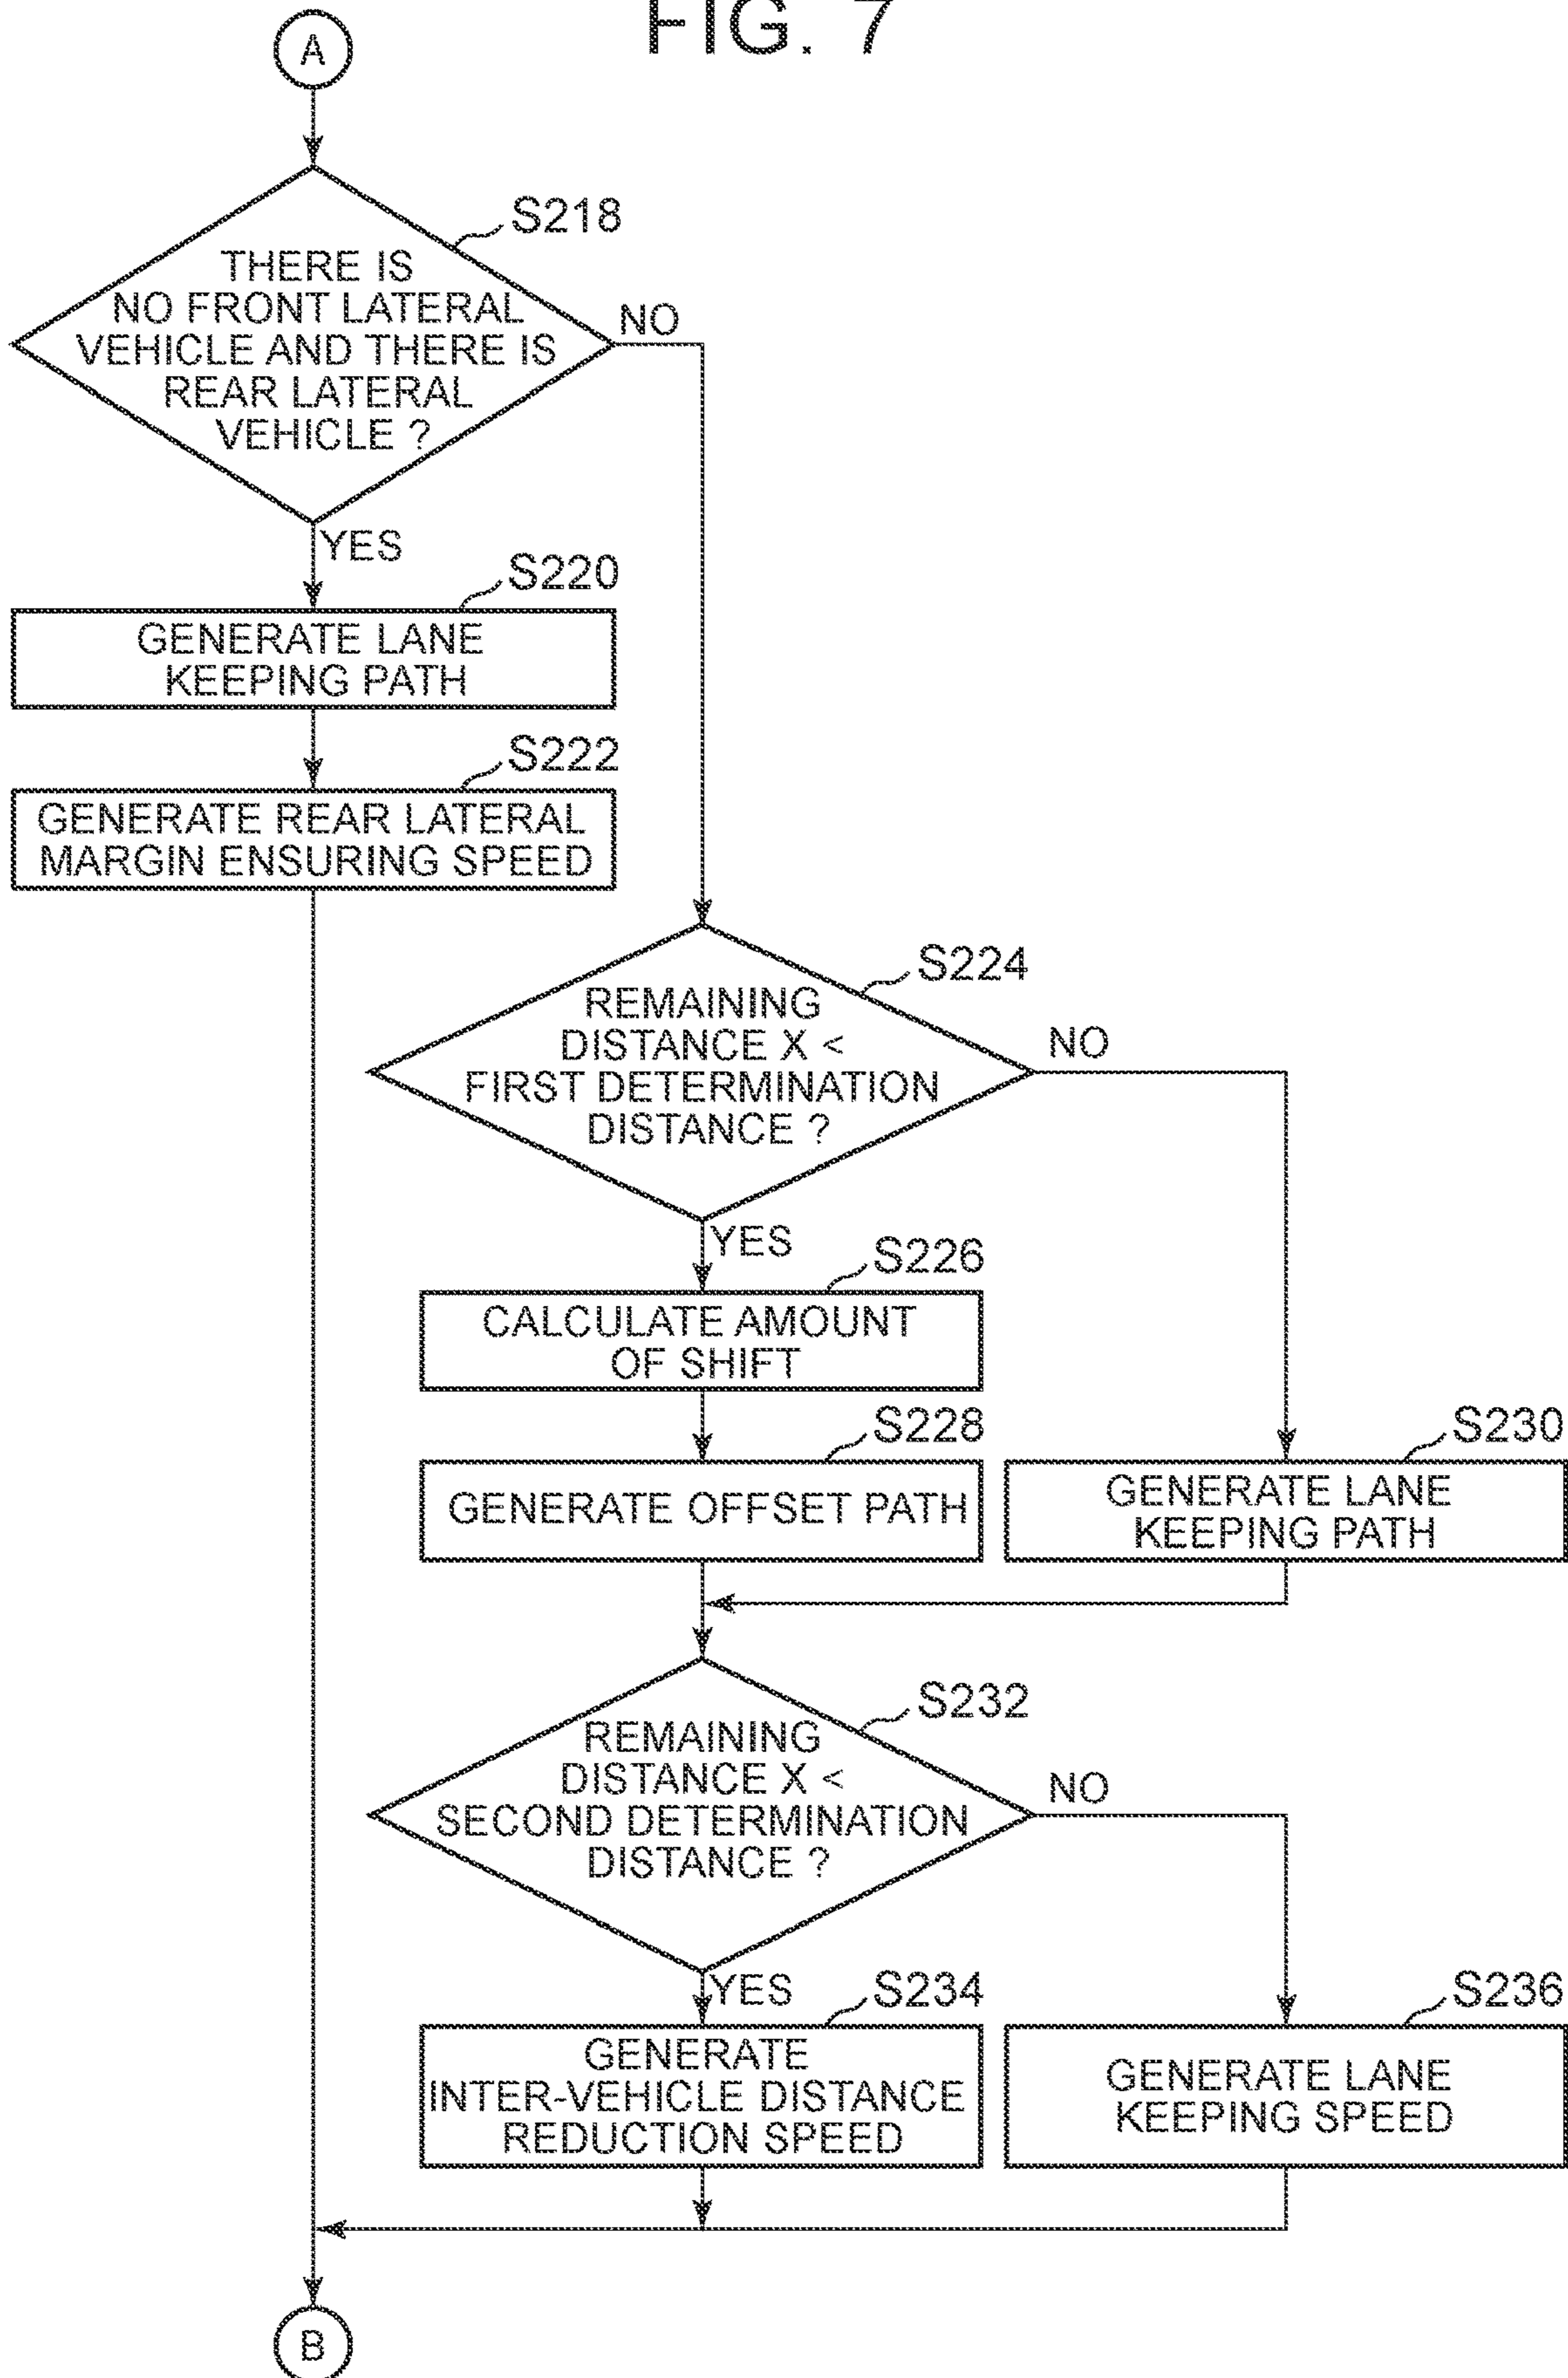 FIG. 7
A
S218
THERE IS
NO FRONT LATERAL
VEHICLE AND THERE IS
REAR LATERAL
VEHICLE ?
NO
YES
S220
GENERATE LANE
KEEPING PATH
S222
GENERATE REAR LATERAL
MARGIN ENSURING SPEED
S224
REMAINING
DISTANCE X <
FIRST DETERMINATION
DISTANCE ?
NO
YES
S226
CALCULATE AMOUNT
OF SHIFT
S228
GENERATE OFFSET PATH
S230
GENERATE LANE
KEEPING PATH
S232
REMAINING
DISTANCE X <
SECOND DETERMINATION
DISTANCE ?
NO
YES
S234
GENERATE
INTER-VEHICLE DISTANCE
REDUCTION SPEED
S236
GENERATE LANE
KEEPING SPEED
B